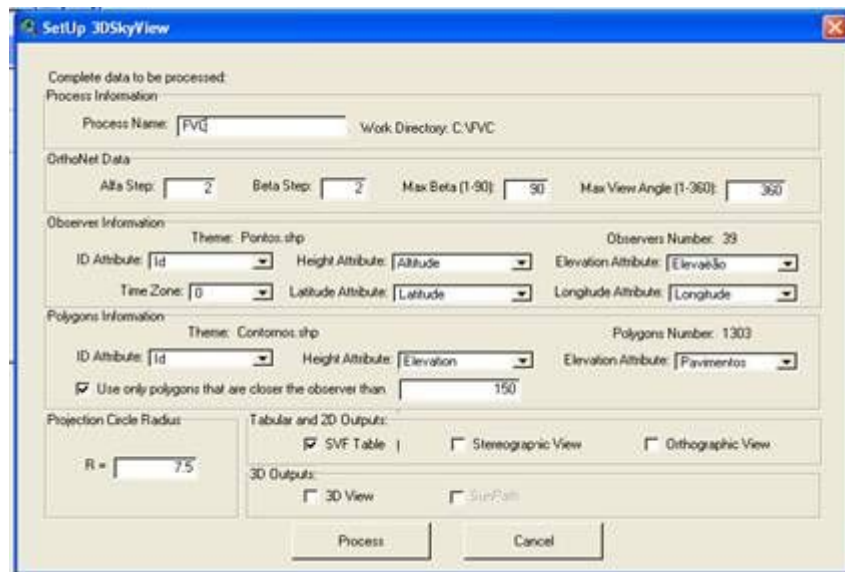 SetUp 3DSkyView
Complete data to be processed:
Process Information
Process Name: FVC Work Directory: C:\FVC
OrthoNet Data
Alfa Step: 2 Beta Step: 2 Max Beta (1-90): 90 Max View Angle (1-360): 360
Observer Information
Theme: Pontos.shp Observers Number: 39
ID Attribute: Id Height Attribute: Altitude Elevation Attribute: Elevaèão
Time Zone: 0 Latitude Attribute: Latitude Longitude Attribute: Longitude
Polygons Information
Theme: Contornos.shp Polygons Number: 1303
ID Attribute: Id Height Attribute: Elevation Elevation Attribute: Pavimentos
Use only polygons that are closer the observer than 150
Projection Circle Radius Tabular and 2D Outputs:
SVF Table Stereographic View Orthographic View
R = 7.5
3D Outputs:
3D View SunPath
Process Cancel